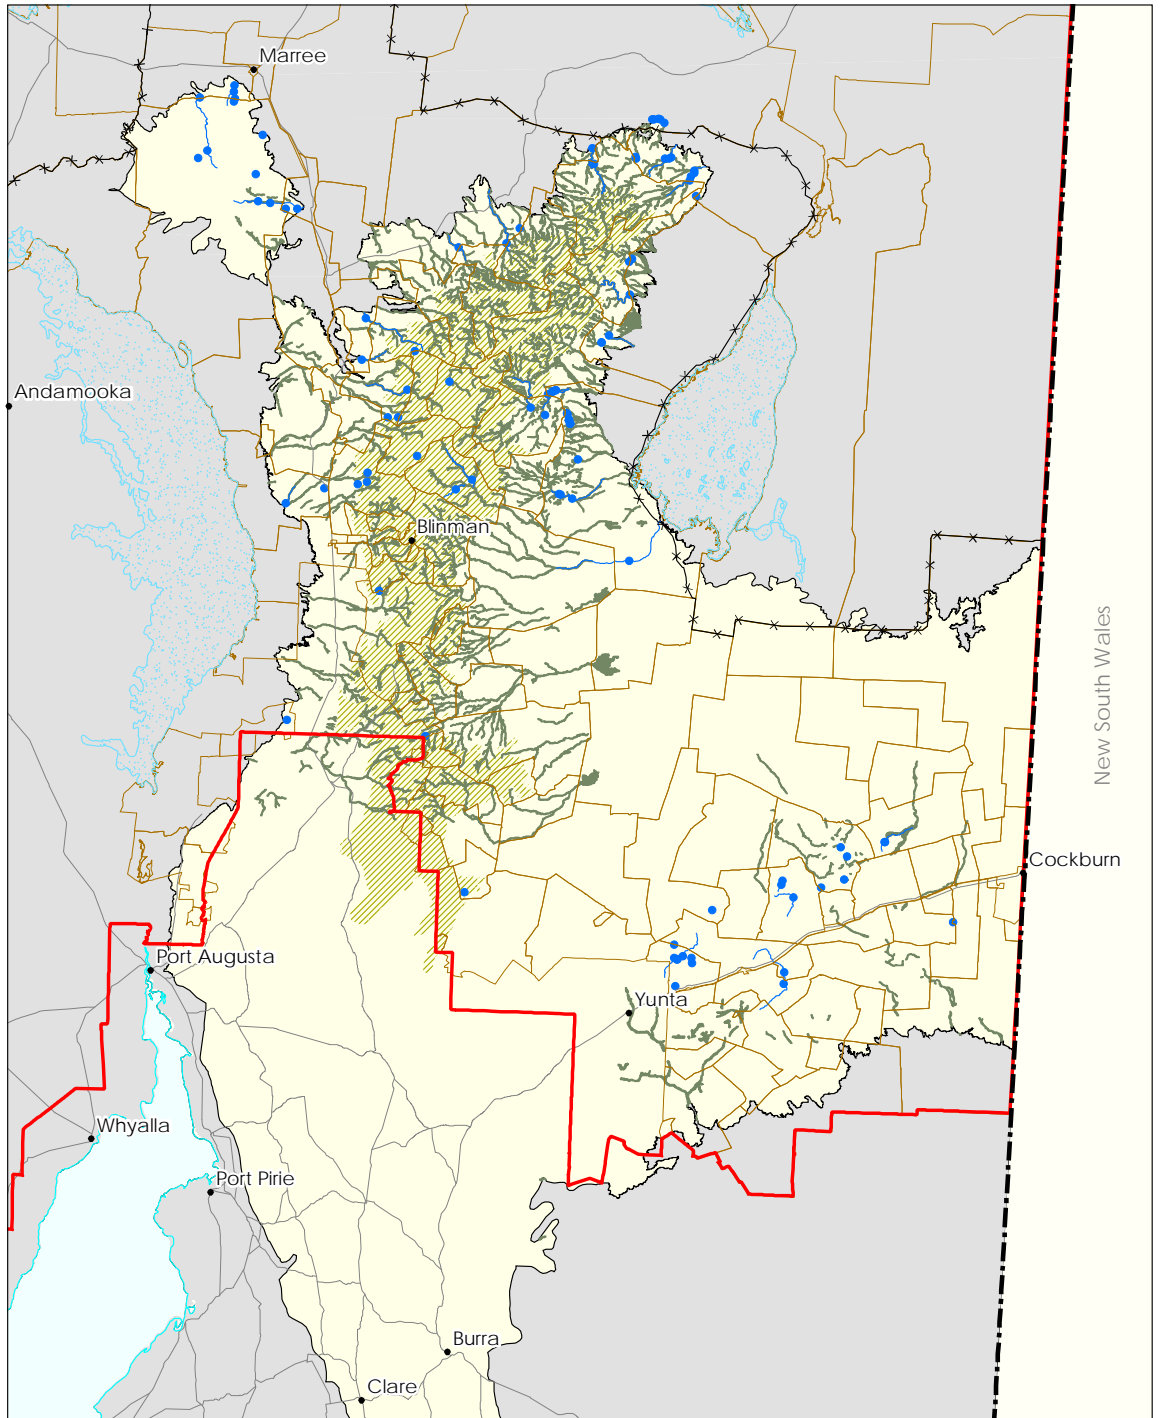 Marree
Andamooka
Blinman
New South Wales
Cockburn
Port Augusta
Yunta
Whyalla
Port Pirie
Burra
Clare